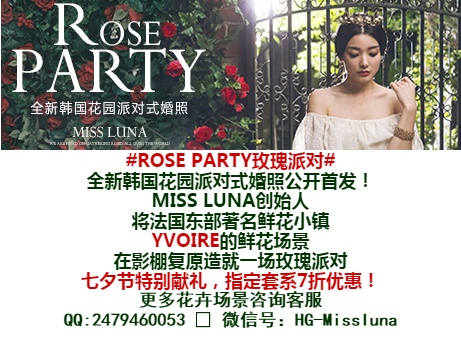 ROSE
PARTY
全新韩国花园派对式婚照
MISS LUNA
#ROSE PARTY玫瑰派对#
全新韩国花园派对式婚照公开首发！
MISS LUNA创始人
将法国东部著名鲜花小镇
YVOIRE的鲜花场景
在影棚复原造就一场玫瑰派对
七夕节特别献礼，指定套系7折优惠！
更多花卉场景咨询客服
QQ:2479460053 □ 微信号：HG-Missluna